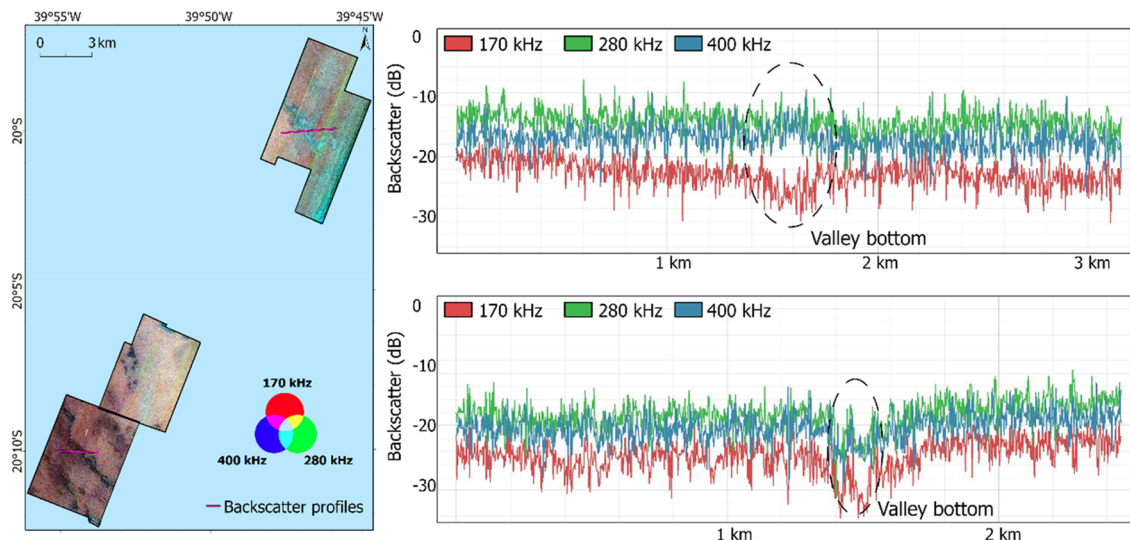 39°55'W 39°50'W 39°45'W
0 3 km
N
20°S
20°5'S
20°10'S
170 kHz
400 kHz 280 kHz
Backscatter profiles
Backscatter (dB)
0
-10
-20
-30
170 kHz 280 kHz 400 kHz
Valley bottom
1 km 2 km 3 km
Backscatter (dB)
0
-10
-20
-30
170 kHz 280 kHz 400 kHz
Valley bottom
1 km 2 km